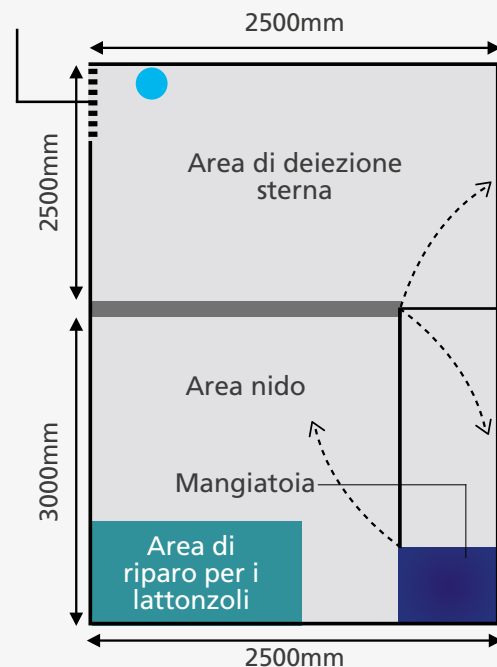 2500mm
2500mm
Area di deiezione
sterna
3000mm
Area nido
Mangiatoia
Area di
riparo per i
lattonzoli
2500mm